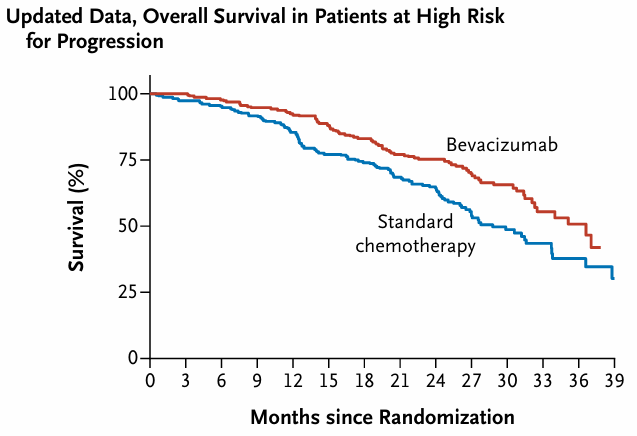 Updated Data, Overall Survival in Patients at High Risk
for Progression
100
75
50
25
0
Survival (%)
Bevacizumab
Standard
chemotherapy
0 3 6 9 12 15 18 21 24 27 30 33 36 39
Months since Randomization